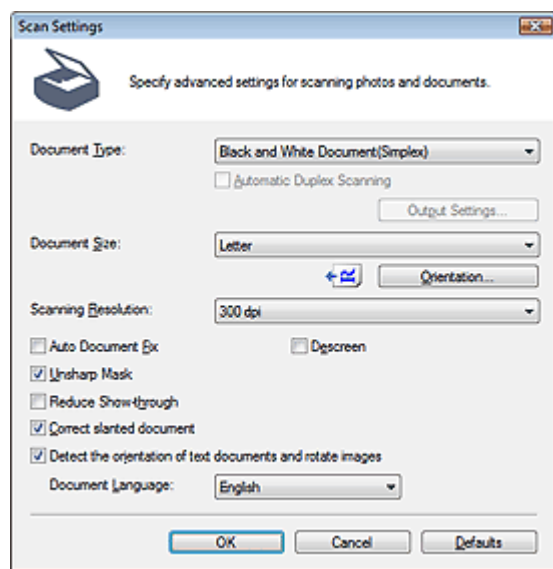 Scan Settings
Specify advanced settings for scanning photos and documents.
Document Type: Black and White Document(Simplex)
Automatic Duplex Scanning
Output Settings...
Document Size: Letter
R Orientation...
Scanning Resolution: 300 dpi
Auto Document Fix Descreen
Unsharp Mask
Reduce Show-through
Correct slanted document
Detect the orientation of text documents and rotate images
Document Language: English
OK Cancel Defaults